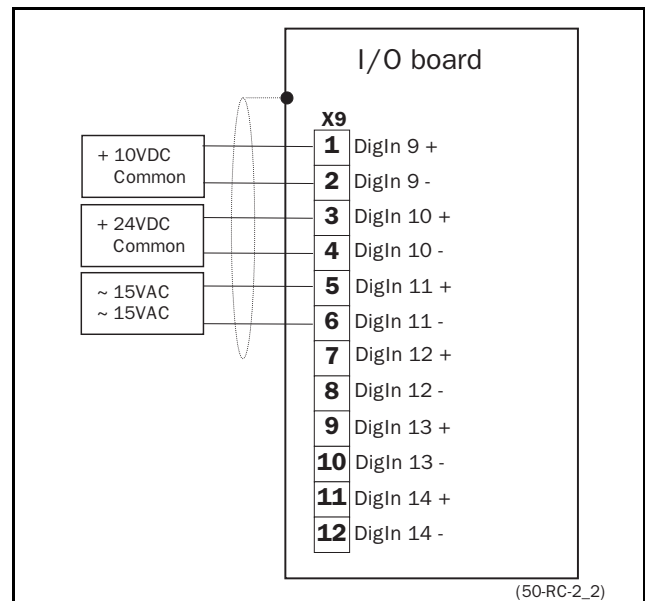 I/O board
X9
+ 10VDC
Common
1 DigIn 9 +
2 DigIn 9 -
+ 24VDC
Common
3 DigIn 10 +
4 DigIn 10 -
~ 15VAC
~ 15VAC
5 DigIn 11 +
6 DigIn 11 -
7 DigIn 12 +
8 DigIn 12 -
9 DigIn 13 +
10 DigIn 13 -
11 DigIn 14 +
12 DigIn 14 -
(50-RC-2_2)